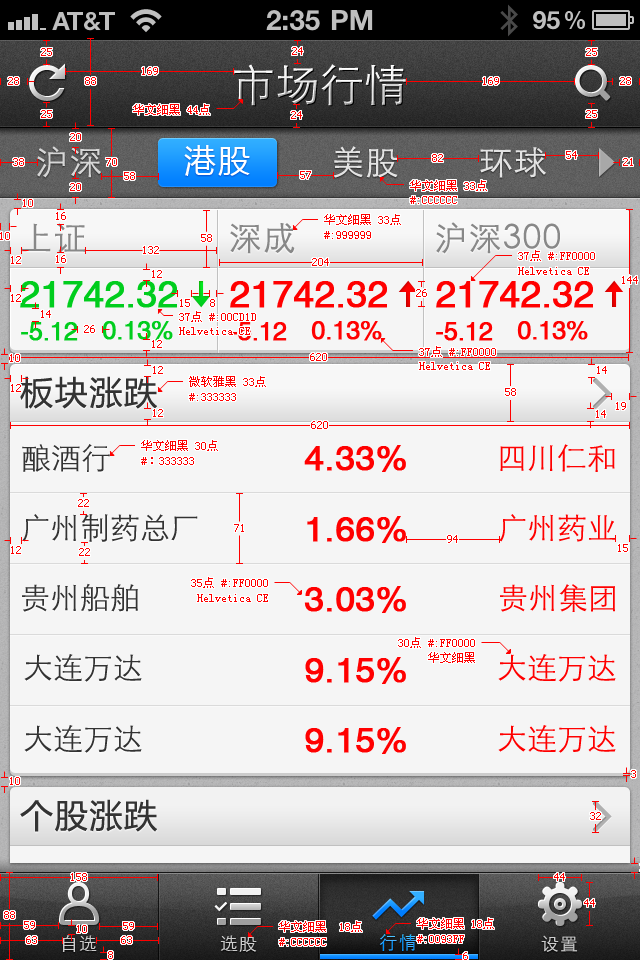 AT&T 2:35 PM 95%
25 24 25
28 88 169 市场行情 169 28
华文细黑 44点
25 24 25
20
33 沪深 70 港股 美股 82 环球 54 21
58 57
20 华文细黑 33点
#:CCCCCC
10
16
10 12 上证 58 深成 沪深300 12
华文细黑 33点
#:999999
132
16 204 37点 #:FF0000
Helvetica CE
12 144
12 21742.32 15 8 21742.32 26 21742.32
14 37点 #:00CD1D
Helvetica CE
-5.12 26 0.13% -5.12 0.13% -5.12 0.13%
12 37点 #:FF0000
Helvetica CE
10 620
12 14
12 板块涨跌 58 19
微软雅黑 33点
#:333333
12 14
620
酿酒行 4.33% 四川仁和
华文细黑 30点
#：333333
22
广州制药总厂 71 1.66% 94 广州药业
12 22 15
贵州船舶 3.03% 贵州集团
35点 #:FF0000
Helvetica CE
30点 #:FF0000
华文细黑
大连万达 9.15% 大连万达
大连万达 9.15% 大连万达
10 3
个股涨跌 32
158 44
88 59 59 44
10
华文细黑 18点
#:CCCCCC
华文细黑 18点
#:0093FF
63 自选 63 选股 行情 设置
8 6